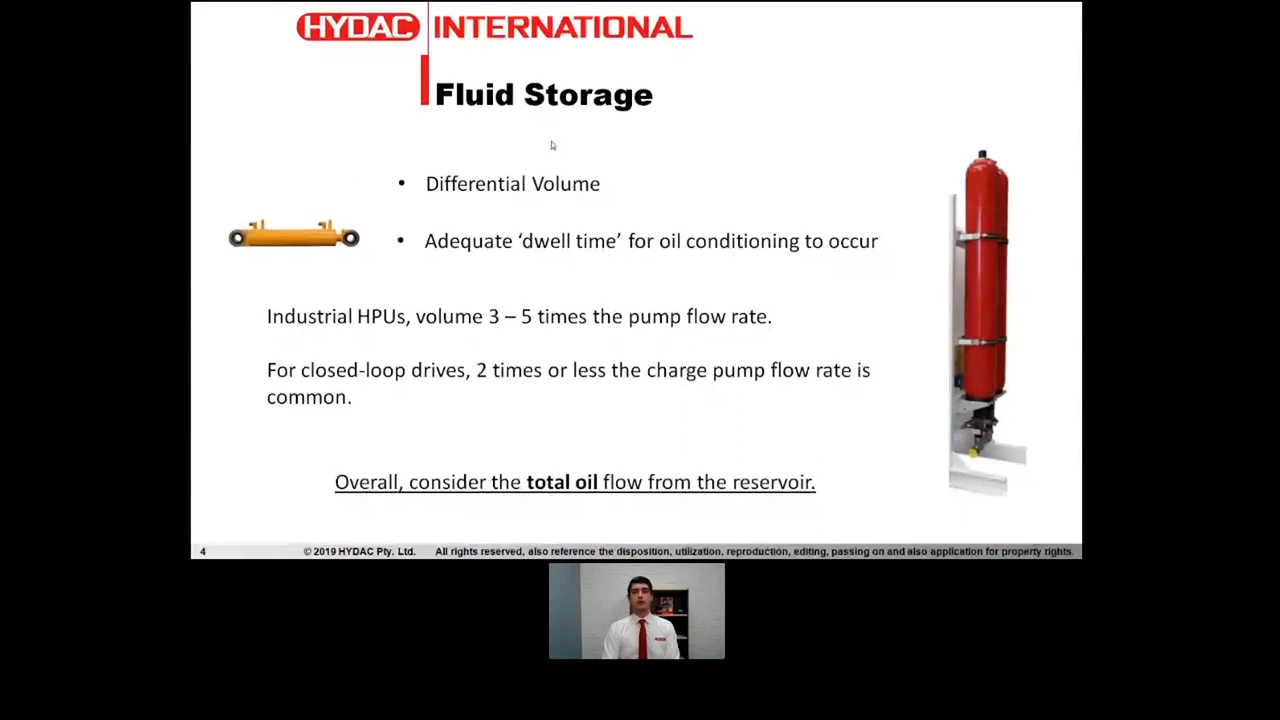 HYDAC INTERNATIONAL
Fluid Storage
• Differential Volume
• Adequate ‘dwell time’ for oil conditioning to occur
Industrial HPUs, volume 3 – 5 times the pump flow rate.
For closed-loop drives, 2 times or less the charge pump flow rate is
common.
Overall, consider the total oil flow from the reservoir.
4 © 2019 HYDAC Pty. Ltd. All rights reserved, also reference the disposition, utilization, reproduction, editing, passing on and also application for property rights.